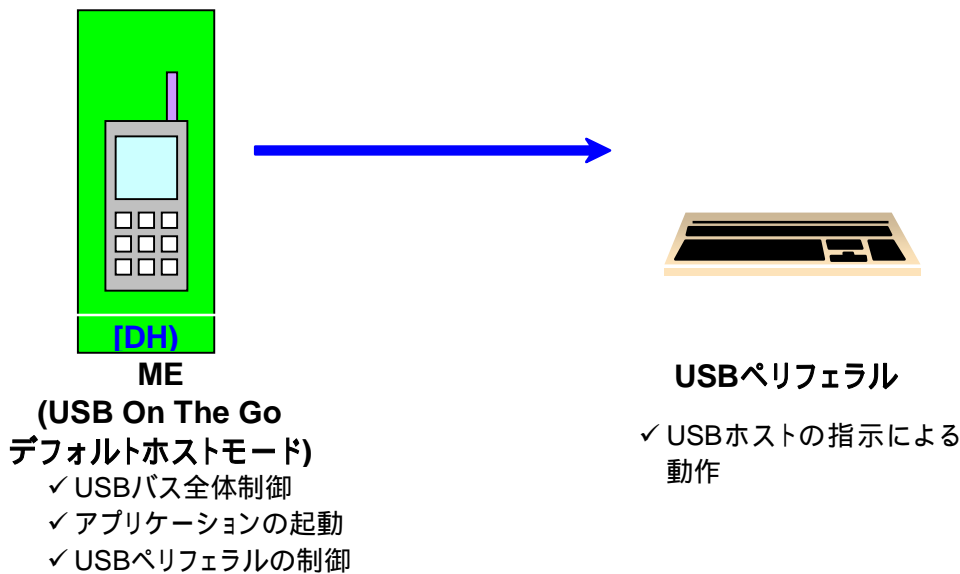 [DH)
ME
(USB On The Go
デフォルトホストモード)
✓ USBバス全体制御
✓ アプリケーションの起動
✓ USBペリフェラルの制御
USBペリフェラル
✓ USBホストの指示による
動作